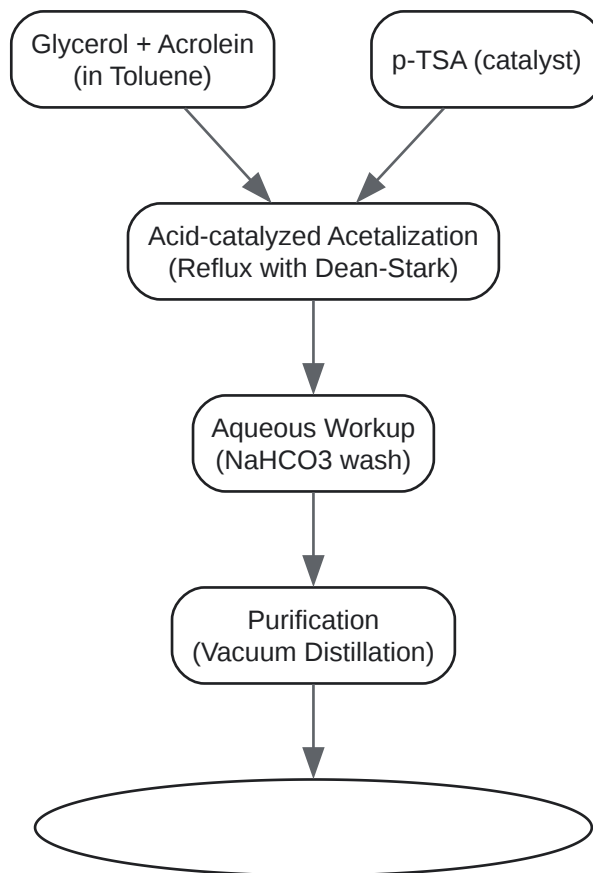 Glycerol + Acrolein
(in Toluene)
p-TSA (catalyst)
Acid-catalyzed Acetalization
(Reflux with Dean-Stark)
Aqueous Workup
(NaHCO3 wash)
Purification
(Vacuum Distillation)